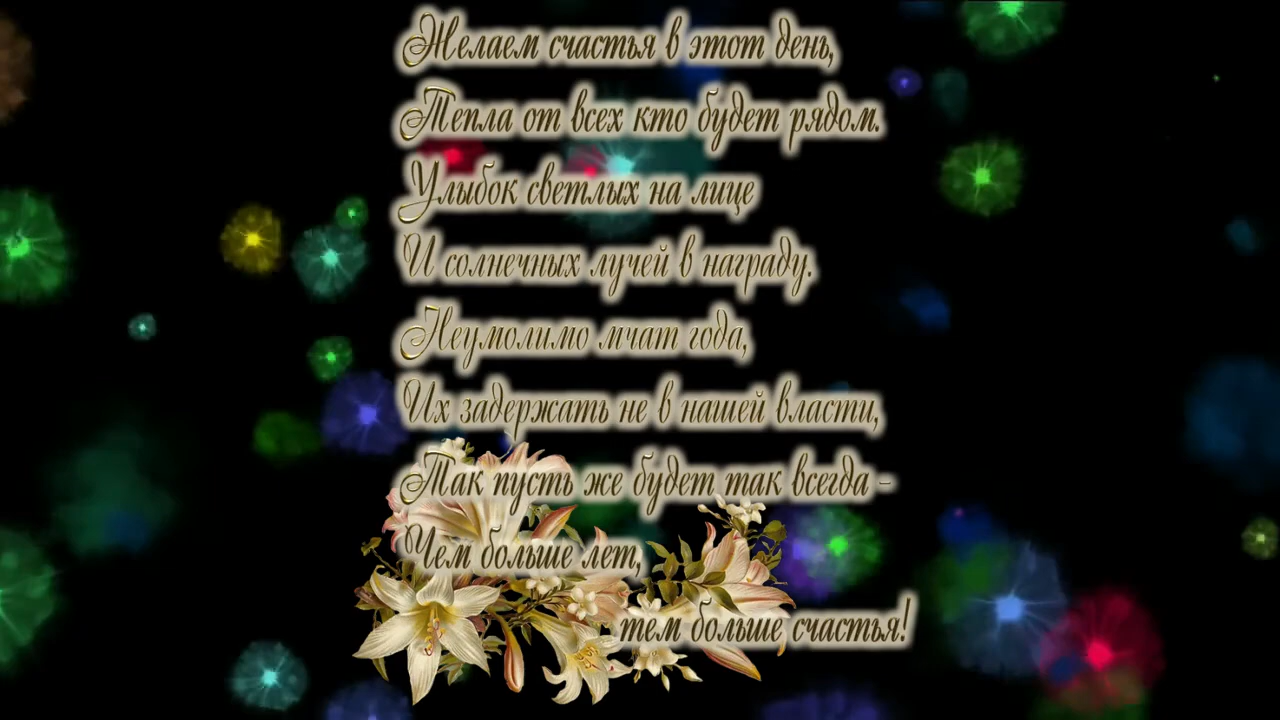 Желаем счастья в этот день,
Тепла от всех кто будет рядом.
Улыбок светлых на лице
И солнечных лучей в награду.
Неумолимо мчат года,
Их задержать не в нашей власти,
Так пусть же будет так всегда -
Чем больше лет,
тем больше счастья!